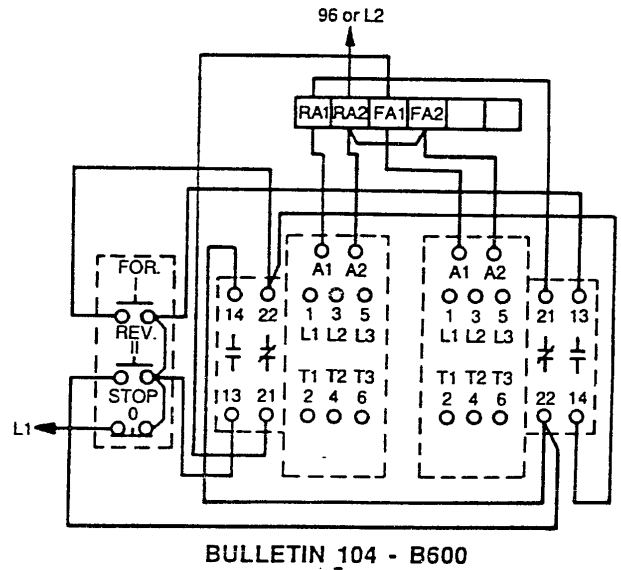 96 or L2
RA1 RA2 FA1 FA2
A1 A2 A1 A2
FOR.
14 22 1 3 5 1 3 5 21 13
REV. L1 L2 L3 L1 L2 L3
II
T1 T2 T3 T1 T2 T3
STOP 13 21 2 4 6 2 4 6 22 14
0
L1
BULLETIN 104 - B600